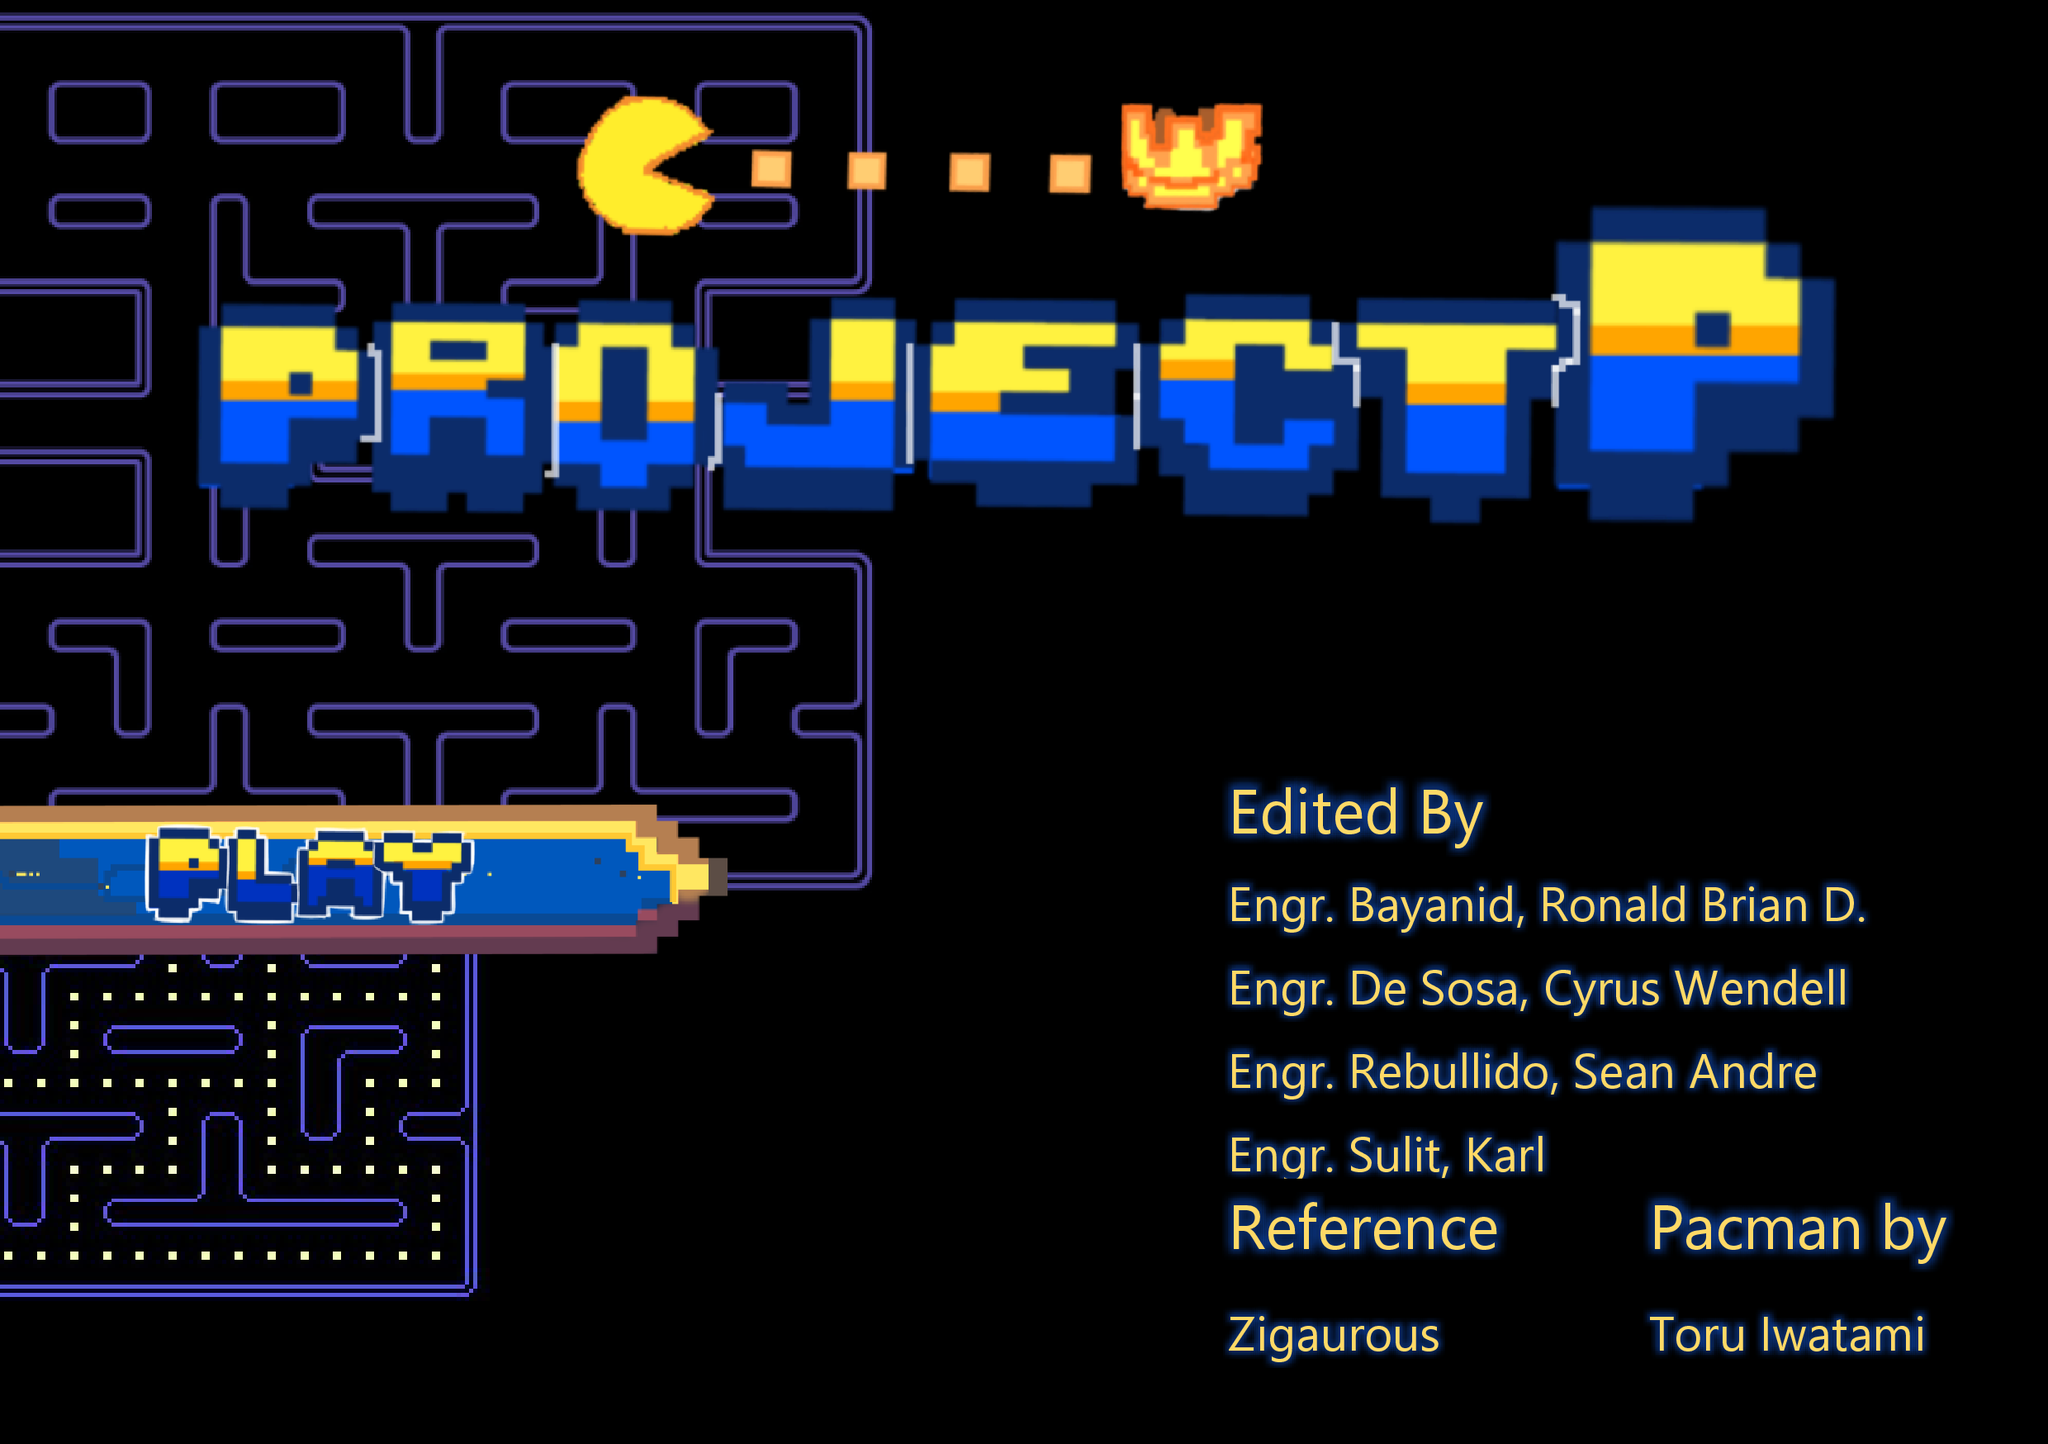 PROJECT P
PLAY
Edited By
Engr. Bayanid, Ronald Brian D.
Engr. De Sosa, Cyrus Wendell
Engr. Rebullido, Sean Andre
Engr. Sulit, Karl
Reference
Pacman by
Zigaurous
Toru Iwatami